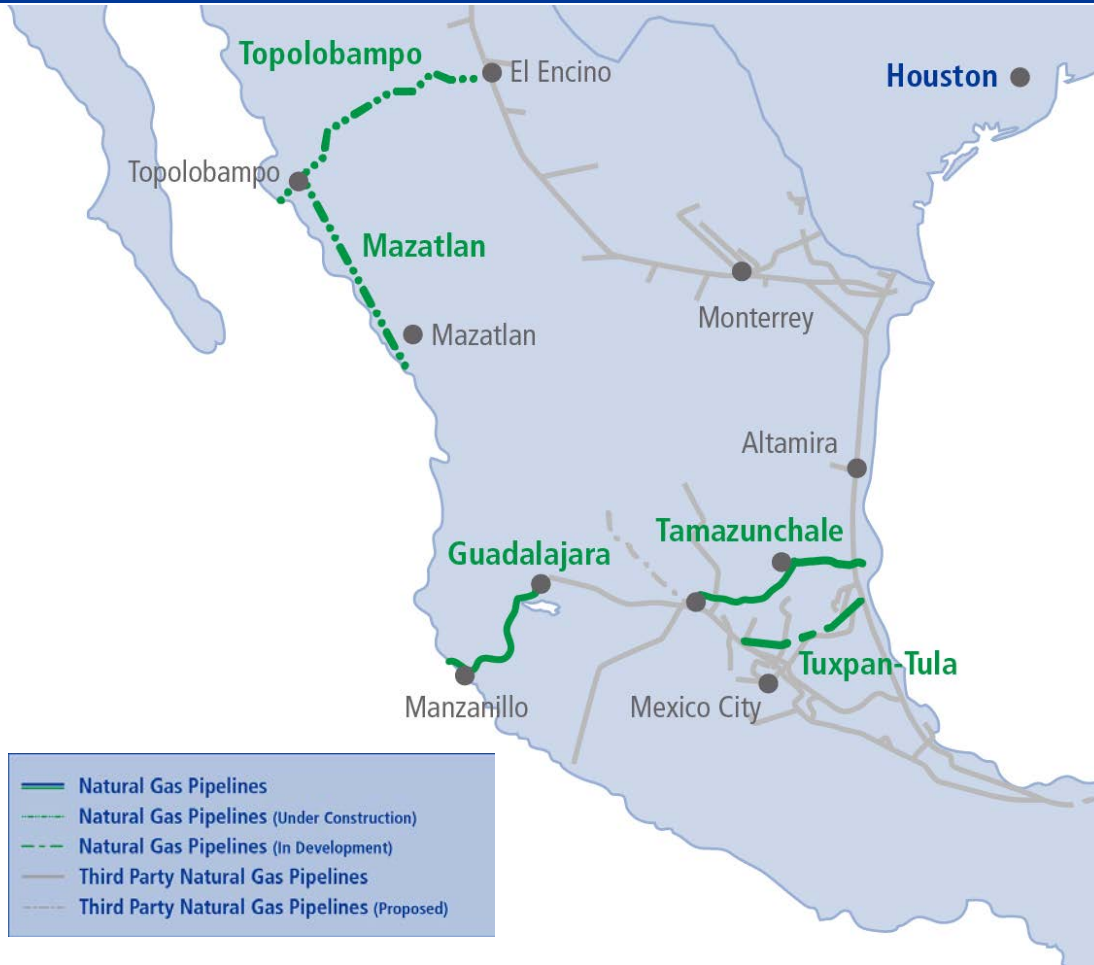 Topolobampo
El Encino
Houston
Topolobampo
Mazatlan
Monterrey
Mazatlan
Altamira
Tamazunchale
Guadalajara
Tuxpan-Tula
Manzanillo
Mexico City
Natural Gas Pipelines
Natural Gas Pipelines (Under Construction)
Natural Gas Pipelines (In Development)
Third Party Natural Gas Pipelines
Third Party Natural Gas Pipelines (Proposed)